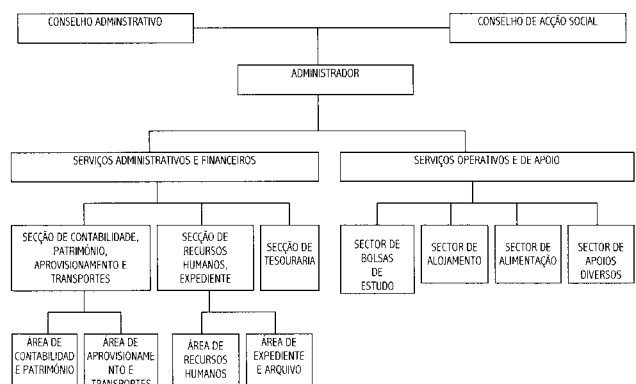 CONSELHO ADMINSTRATIVO
CONSELHO DE ACÇÃO SOCIAL
ADMINISTRADOR
SERVIÇOS ADMINISTRATIVOS E FINANCEIROS
SERVIÇOS OPERATIVOS E DE APOIO
SECÇÃO DE CONTABILIDADE,
PATRIMÓNIO,
APROVISIONAMENTO E
TRANSPORTES
SECÇÃO DE
RECURSOS
HUMANOS,
EXPEDIENTE
SECÇÃO DE
TESOURARIA
SECTOR DE
BOLSAS
DE
ESTUDO
SECTOR DE
ALOJAMENTO
SECTOR DE
ALIMENTAÇÃO
SECTOR DE
APOIOS
DIVERSOS
ÁREA DE
CONTABILIDAD
E PATRIMÓNIO
ÁREA DE
APROVISIONAME
NTO E
TRANSPORTES
ÁREA DE
RECURSOS
HUMANOS
ÁREA DE
EXPEDIENTE
E ARQUIVO